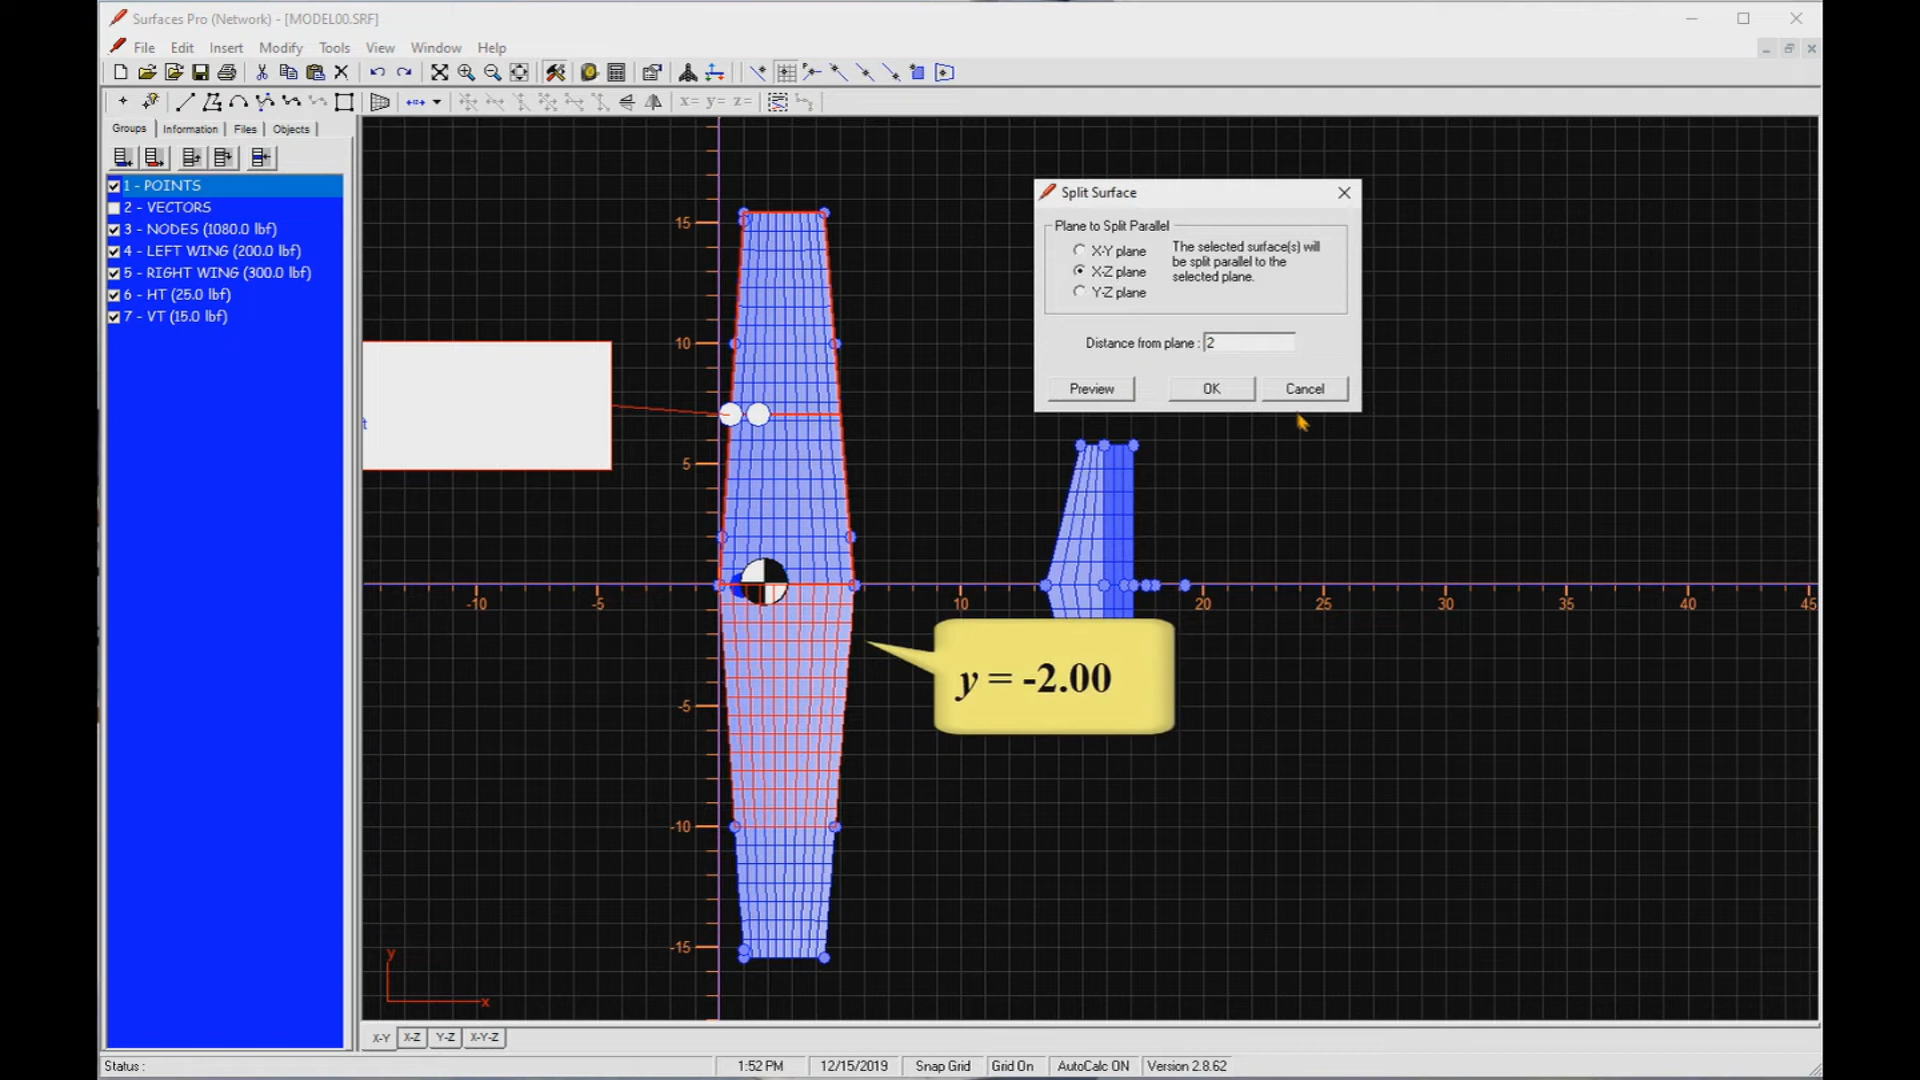 Surfaces Pro (Network) - [MODEL00.SRF]
File Edit Insert Modify Tools View Window Help
x= y= z=
Groups Information Files Objects
1 - POINTS
2 - VECTORS
3 - NODES (1080.0 lbf)
4 - LEFT WING (200.0 lbf)
5 - RIGHT WING (300.0 lbf)
6 - HT (25.0 lbf)
7 - VT (15.0 lbf)
t
15
10
5
-5
-10
-15
-10 -5 10 20 25 30 35 40 45
Split Surface
Plane to Split Parallel
X-Y plane
X-Z plane
Y-Z plane
The selected surface(s) will
be split parallel to the
selected plane.
Distance from plane : 2
Preview OK Cancel
y = -2.00
y
x
X-Y X-Z Y-Z X-Y-Z
Status : 1:52 PM 12/15/2019 Snap Grid Grid On AutoCalc ON Version 2.8.62